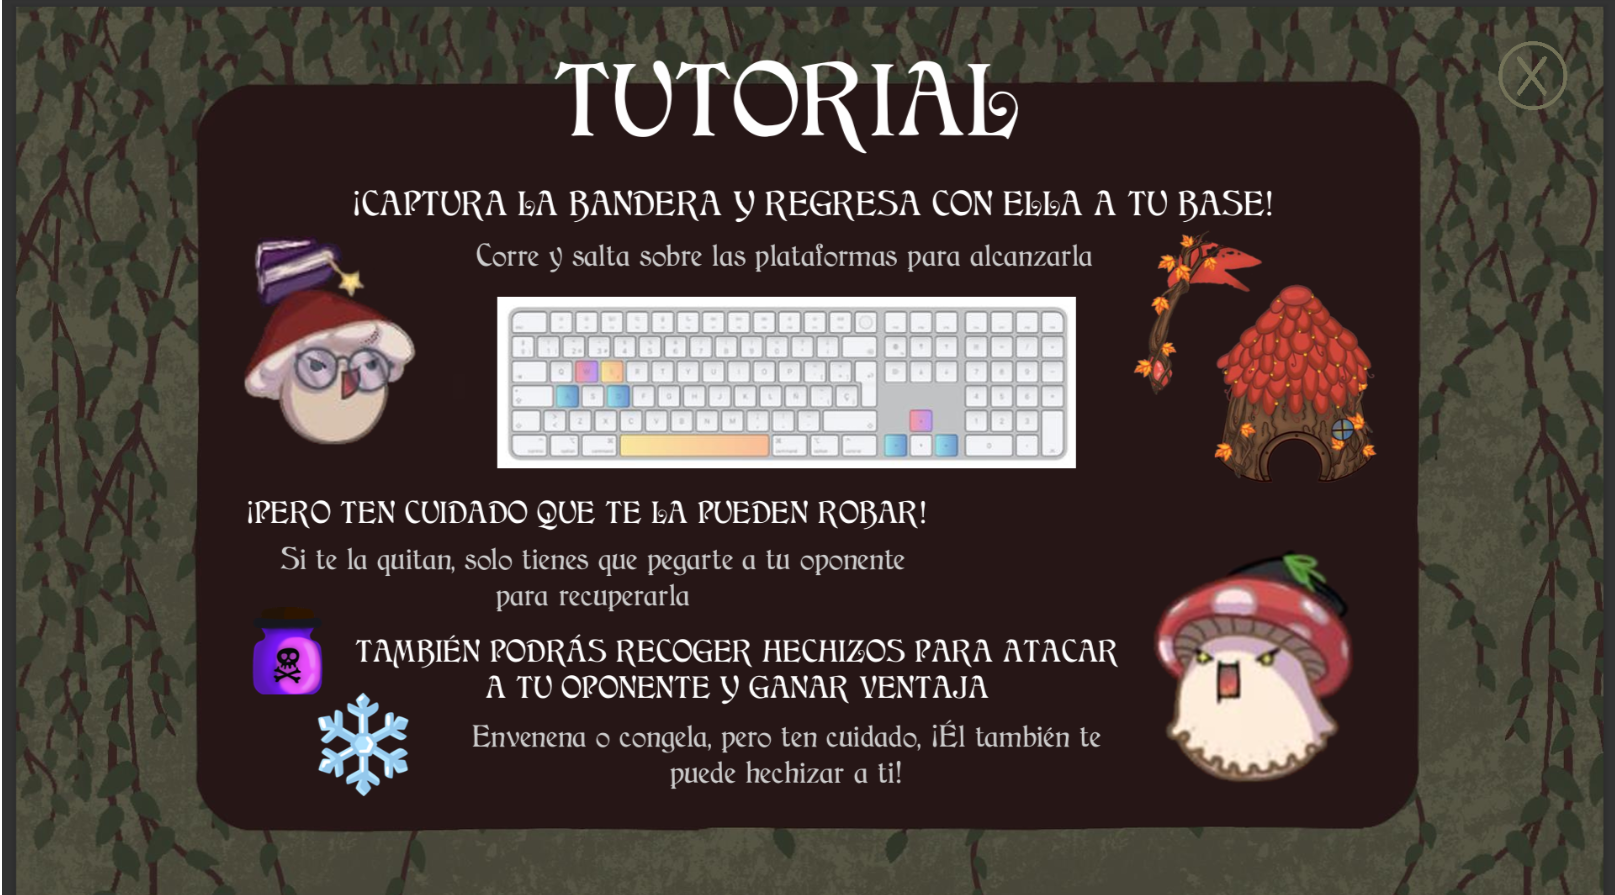 TUTORIAL
X
¡CAPTURA LA BANDERA Y REGRESA CON ELLA A TU BASE!
Corre y salta sobre las plataformas para alcanzarla
¡PERO TEN CUIDADO QUE TE LA PUEDEN ROBAR!
Si te la quitan, solo tienes que pegarte a tu oponente
para recuperarla
TAMBIÉN PODRÁS RECOGER HECHIZOS PARA ATACAR
A TU OPONENTE Y GANAR VENTAJA
Envenena o congela, pero ten cuidado, ¡Él también te
puede hechizar a ti!